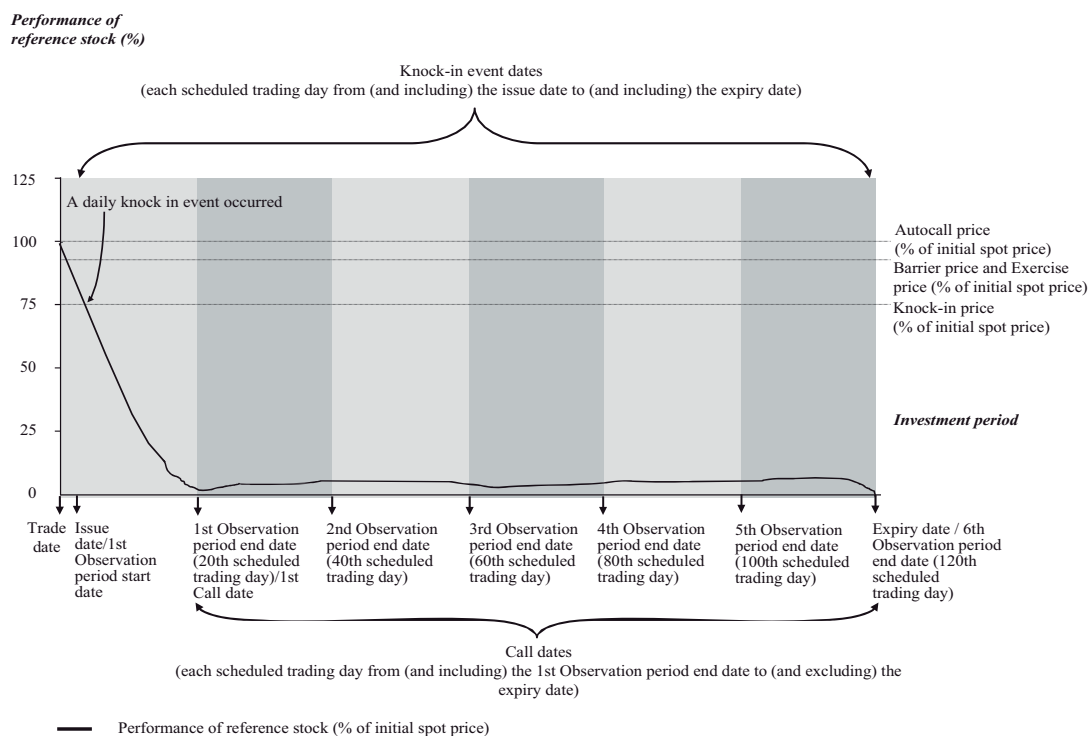 Performance of
reference stock (%)
Knock-in event dates
(each scheduled trading day from (and including) the issue date to (and including) the expiry date)
125
A daily knock in event occurred
100
Autocall price
(% of initial spot price)
Barrier price and Exercise
price (% of initial spot price)
75
Knock-in price
(% of initial spot price)
50
25
Investment period
0
Trade
date
Issue
date/1st
Observation
period start
date
1st Observation
period end date
(20th scheduled
trading day)/1st
Call date
2nd Observation
period end date
(40th scheduled
trading day)
3rd Observation
period end date
(60th scheduled
trading day)
4th Observation
period end date
(80th scheduled
trading day)
5th Observation
period end date
(100th scheduled
trading day)
Expiry date / 6th
Observation period
end date (120th
scheduled
trading day)
Call dates
(each scheduled trading day from (and including) the 1st Observation period end date to (and excluding) the
expiry date)
Performance of reference stock (% of initial spot price)